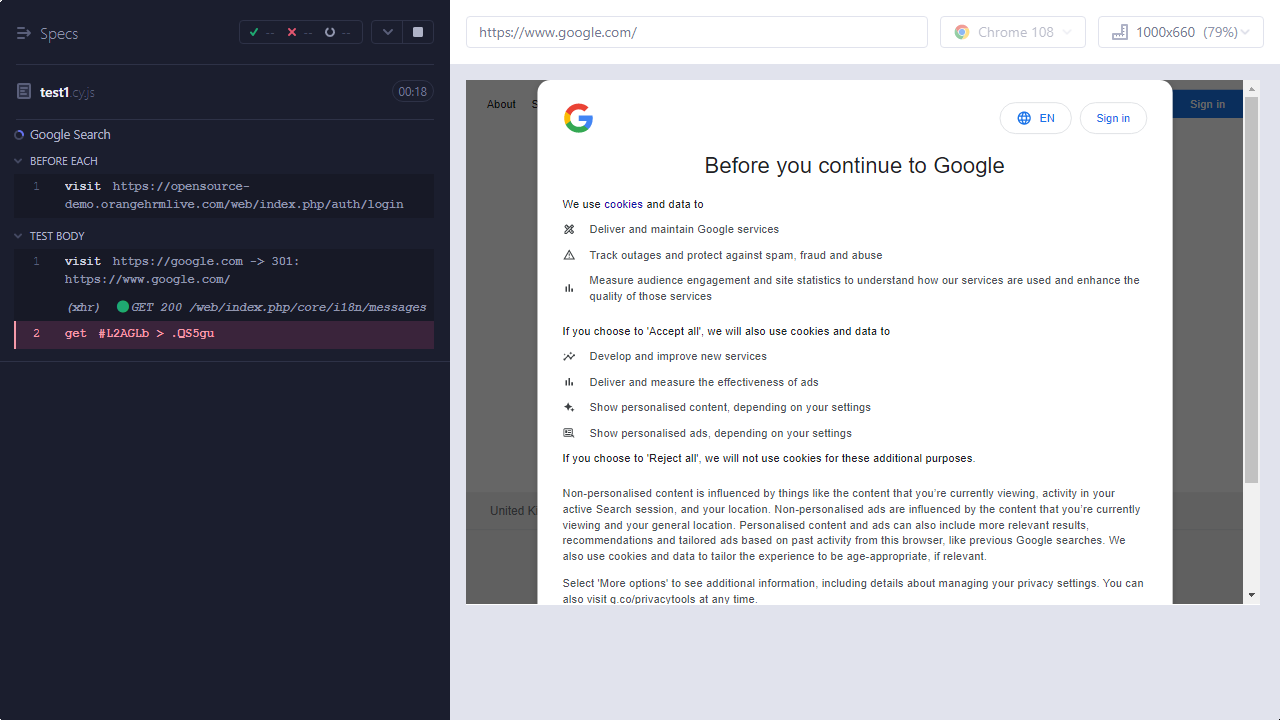 Specs
-- -- --
test1.cy.js
00:18
Google Search
BEFORE EACH
1 visit https://opensource-
demo.orangehrmlive.com/web/index.php/auth/login
TEST BODY
1 visit https://google.com -> 301:
https://www.google.com/
(xhr) GET 200 /web/index.php/core/i18n/messages
2 get #L2AGLb > .QS5gu
https://www.google.com/
Chrome 108
1000x660 (79%)
About S
Sign in
EN
Sign in
Before you continue to Google
We use cookies and data to
Deliver and maintain Google services
Track outages and protect against spam, fraud and abuse
Measure audience engagement and site statistics to understand how our services are used and enhance the
quality of those services
If you choose to 'Accept all', we will also use cookies and data to
Develop and improve new services
Deliver and measure the effectiveness of ads
Show personalised content, depending on your settings
Show personalised ads, depending on your settings
If you choose to 'Reject all', we will not use cookies for these additional purposes.
United Ki
Non-personalised content is influenced by things like the content that you’re currently viewing, activity in your
active Search session, and your location. Non-personalised ads are influenced by the content that you’re currently
viewing and your general location. Personalised content and ads can also include more relevant results,
recommendations and tailored ads based on past activity from this browser, like previous Google searches. We
also use cookies and data to tailor the experience to be age-appropriate, if relevant.
Select 'More options' to see additional information, including details about managing your privacy settings. You can
also visit g.co/privacytools at any time.